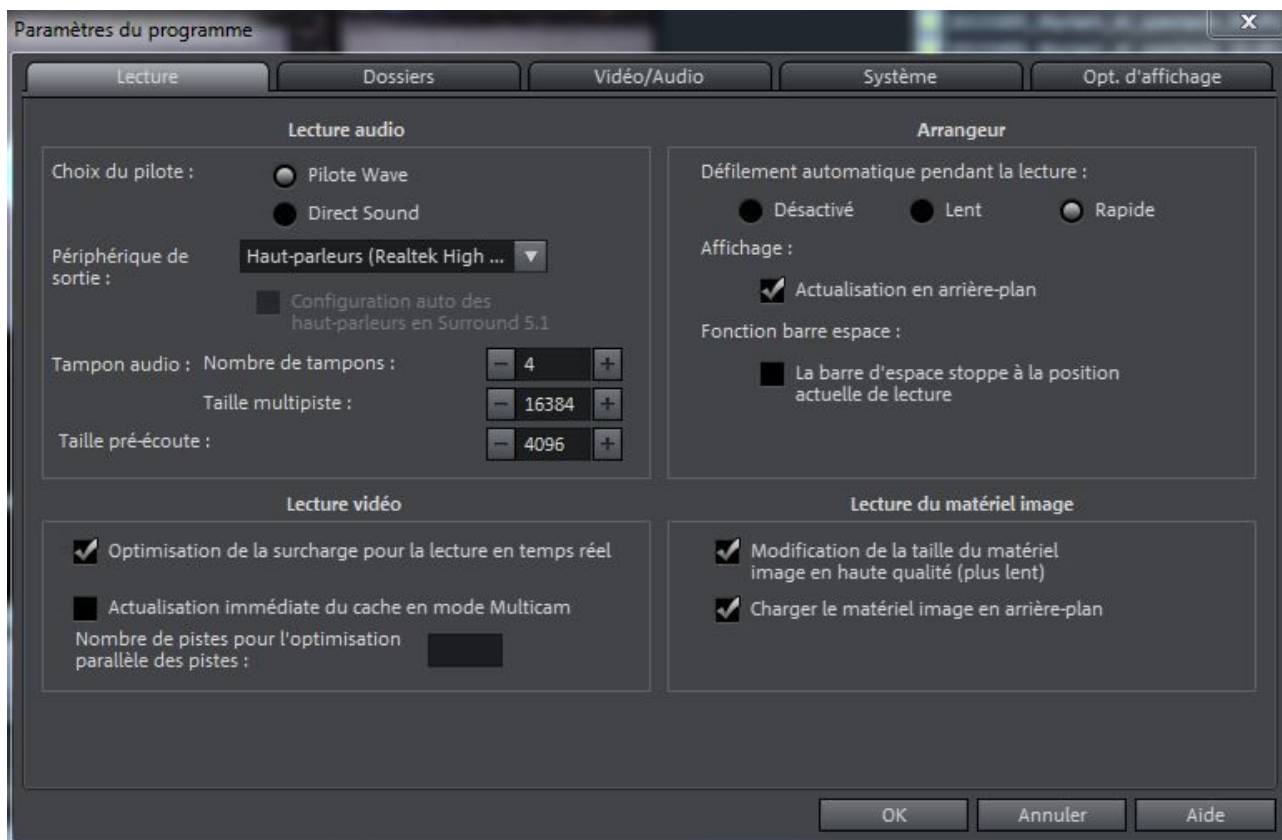 Paramètres du programme
X
Lecture
Dossiers
Vidéo/Audio
Système
Opt. d'affichage
Lecture audio
Choix du pilote :
Pilote Wave
Direct Sound
Périphérique de
sortie :
Haut-parleurs (Realtek High ...
Configuration auto des
haut-parleurs en Surround 5.1
Tampon audio : Nombre de tampons :
4
Taille multipiste :
16384
Taille pré-écoute :
4096
Arrangeur
Défilement automatique pendant la lecture :
Désactivé
Lent
Rapide
Affichage :
Actualisation en arrière-plan
Fonction barre espace :
La barre d'espace stoppe à la position
actuelle de lecture
Lecture vidéo
Optimisation de la surcharge pour la lecture en temps réel
Actualisation immédiate du cache en mode Multicam
Nombre de pistes pour l'optimisation
parallèle des pistes :
Lecture du matériel image
Modification de la taille du matériel
image en haute qualité (plus lent)
Charger le matériel image en arrière-plan
OK
Annuler
Aide